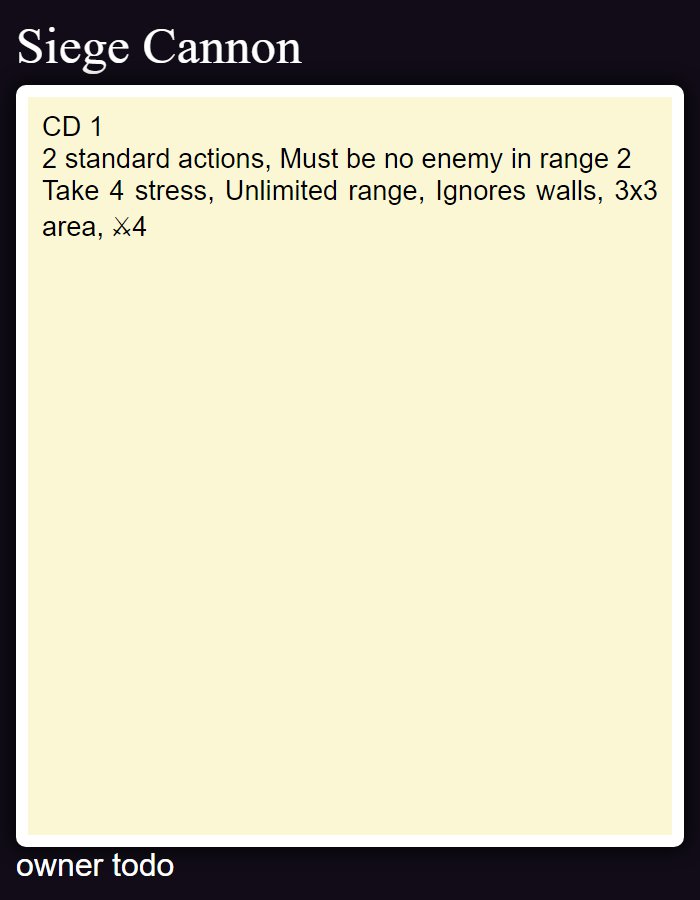 Siege Cannon
CD 1
2 standard actions, Must be no enemy in range 2
Take 4 stress, Unlimited range, Ignores walls, 3x3
area, ⚔4
owner todo